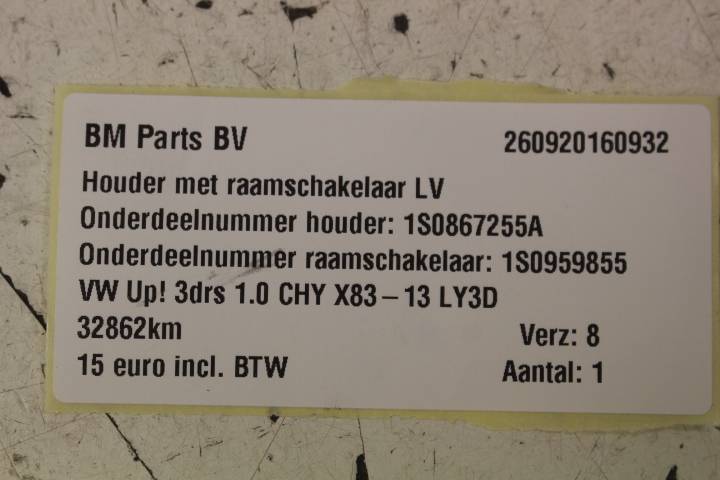 BM Parts BV 260920160932
Houder met raamschakelaar LV
Onderdeelnummer houder: 1S0867255A
Onderdeelnummer raamschakelaar: 1S0959855
VW Up! 3drs 1.0 CHY X83-13 LY3D
32862km Verz: 8
15 euro incl. BTW Aantal: 1